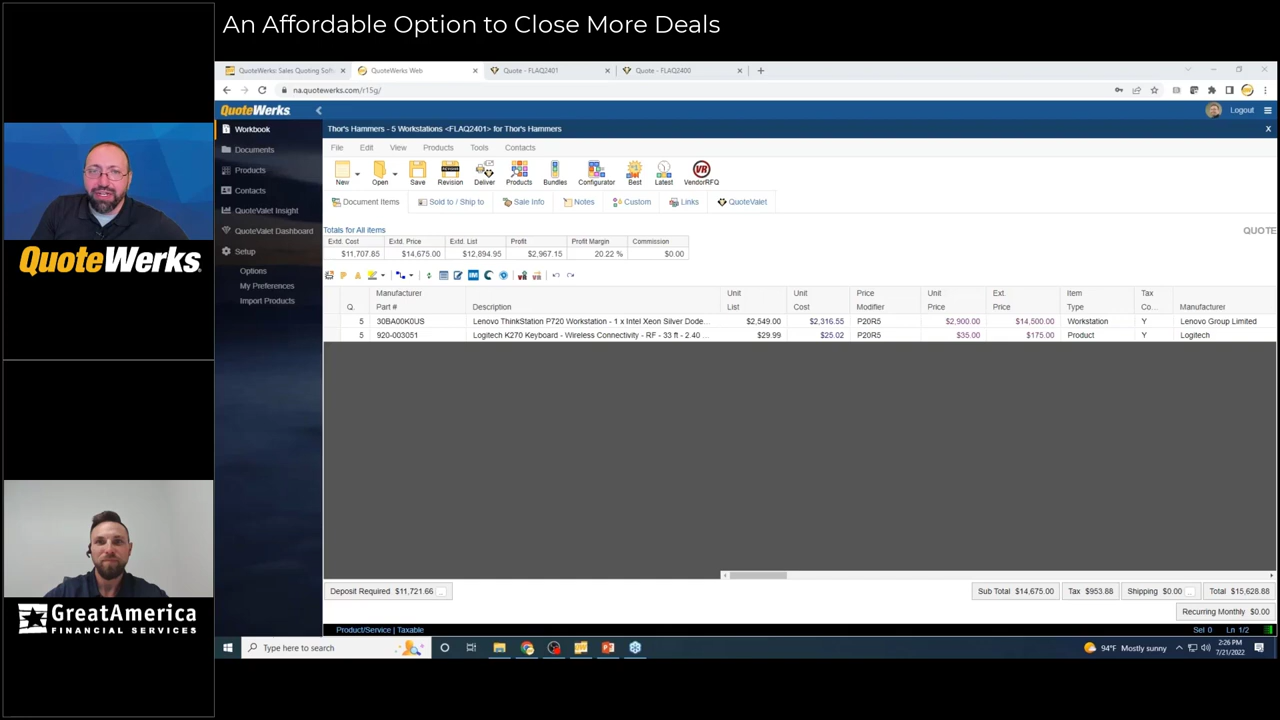 An Affordable Option to Close More Deals
QuoteWerks: Sales Quoting Soft
QuoteWerks Web
Quote - FLAQ2401
Quote - FLAQ2400
na.quotewerks.com/r15g/
QuoteWerks
Logout
Workbook
Documents
Products
Contacts
QuoteValet Insight
QuoteValet Dashboard
Setup
Options
My Preferences
Import Products
Thor's Hammers - 5 Workstations <FLAQ2401> for Thor's Hammers
X
File Edit View Products Tools Contacts
New Open Save Revision Deliver Products Bundles Configurator Best Latest VendorRFQ
Document Items Sold to / Ship to Sale Info Notes Custom Links QuoteValet
Totals for All items
QUOTE
Extd. Cost Extd. Price Extd. List Profit Profit Margin Commission
$11,707.85 $14,675.00 $12,894.95 $2,967.15 20.22 % $0.00
Manufacturer Unit Unit Price Unit Ext. Item Tax
Q. Part # Description List Cost Modifier Price Price Type Co... Manufacturer
5 30BA00K0US Lenovo ThinkStation P720 Workstation - 1 x Intel Xeon Silver Dode... $2,549.00 $2,316.55 P20R5 $2,900.00 $14,500.00 Workstation Y Lenovo Group Limited
5 920-003051 Logitech K270 Keyboard - Wireless Connectivity - RF - 33 ft - 2.40 ... $29.99 $25.02 P20R5 $35.00 $175.00 Product Y Logitech
Deposit Required $11,721.66 ...
Sub Total $14,675.00 Tax $953.88 Shipping $0.00 ... Total $15,628.88
Recurring Monthly $0.00
Product/Service | Taxable
Sel 0 Ln 1/2
Type here to search
94°F Mostly sunny
2:26 PM
7/21/2022
QuoteWerks®
GreatAmerica
FINANCIAL SERVICES